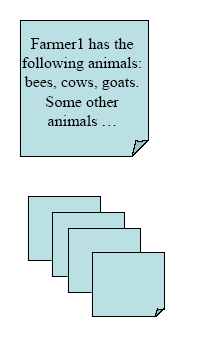 Farmer1 has the
following animals:
bees, cows, goats.
Some other
animals …